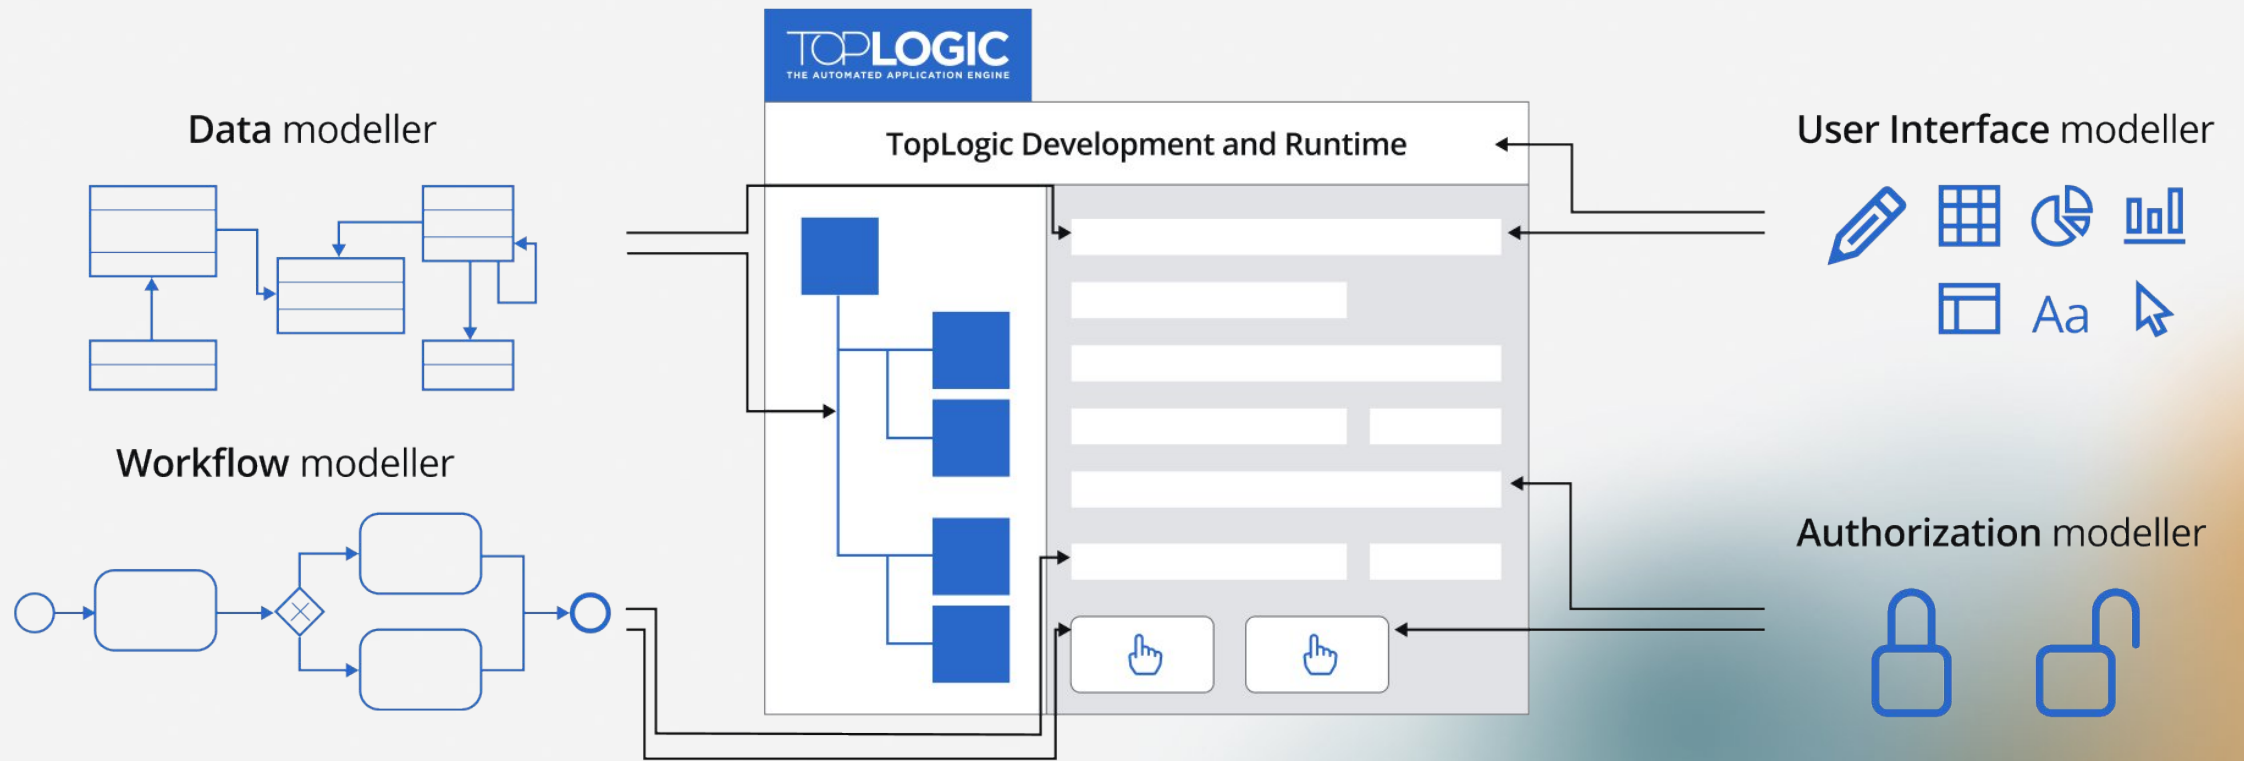 TOPLOGIC
THE AUTOMATED APPLICATION ENGINE
Data modeller
TopLogic Development and Runtime
User Interface modeller
Aa
Workflow modeller
Authorization modeller